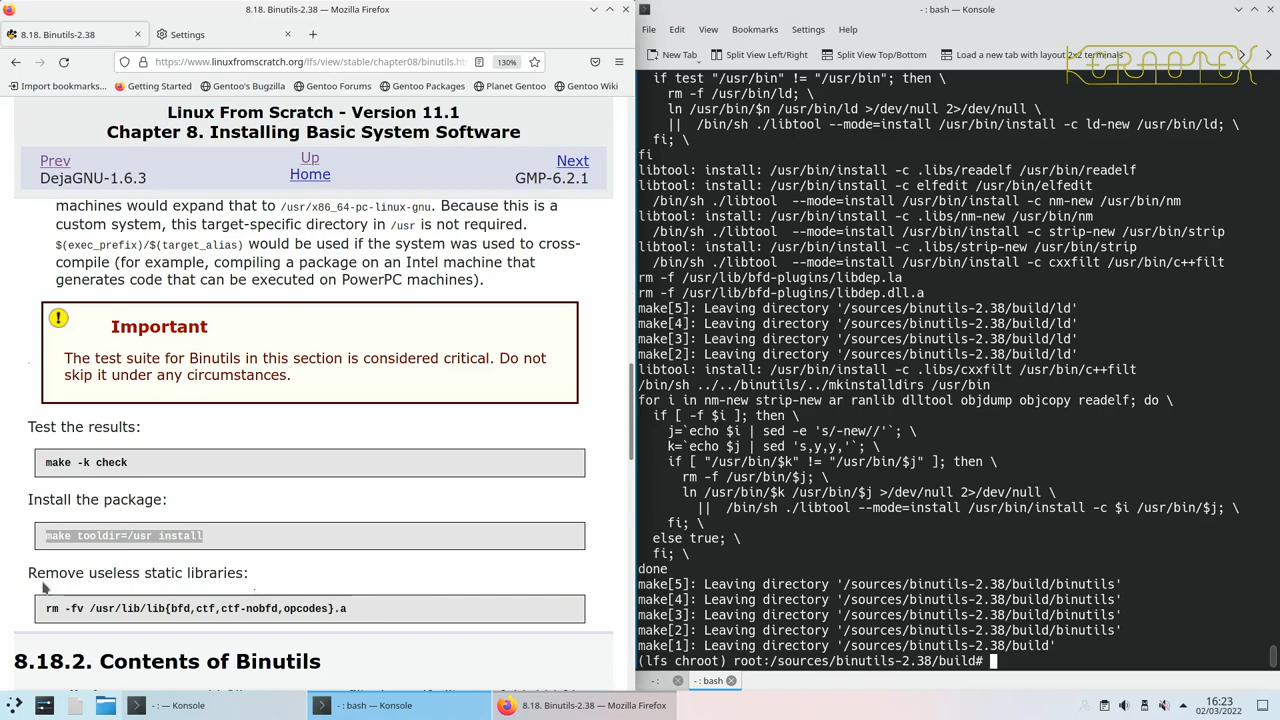 8.18. Binutils-2.38 — Mozilla Firefox
8.18. Binutils-2.38
Settings
https://www.linuxfromscratch.org/lfs/view/stable/chapter08/binutils.ht
130%
Import bookmarks...
Getting Started
Gentoo's Bugzilla
Gentoo Forums
Gentoo Packages
Planet Gentoo
Gentoo Wiki
Linux From Scratch - Version 11.1
Chapter 8. Installing Basic System Software
Prev
Up
Next
DejaGNU-1.6.3
Home
GMP-6.2.1
machines would expand that to /usr/x86_64-pc-linux-gnu. Because this is a
custom system, this target-specific directory in /usr is not required.
$(exec_prefix)/$(target_alias) would be used if the system was used to cross-
compile (for example, compiling a package on an Intel machine that
generates code that can be executed on PowerPC machines).
Important
The test suite for Binutils in this section is considered critical. Do not
skip it under any circumstances.
Test the results:
make -k check
Install the package:
make tooldir=/usr install
Remove useless static libraries:
rm -fv /usr/lib/lib{bfd,ctf,ctf-nobfd,opcodes}.a
8.18.2. Contents of Binutils
- : bash — Konsole
File Edit View Bookmarks Settings Help
New Tab
Split View Left/Right
Split View Top/Bottom
Load a new tab with layout 2×2 terminals
KERNOTEX
if test "/usr/bin" != "/usr/bin"; then \
rm -f /usr/bin/ld; \
ln /usr/bin/$n /usr/bin/ld >/dev/null 2>/dev/null \
|| /bin/sh ./libtool --mode=install /usr/bin/install -c ld-new /usr/bin/ld; \
fi; \
fi
libtool: install: /usr/bin/install -c .libs/readelf /usr/bin/readelf
libtool: install: /usr/bin/install -c elfedit /usr/bin/elfedit
/bin/sh ./libtool --mode=install /usr/bin/install -c nm-new /usr/bin/nm
libtool: install: /usr/bin/install -c .libs/nm-new /usr/bin/nm
/bin/sh ./libtool --mode=install /usr/bin/install -c strip-new /usr/bin/strip
libtool: install: /usr/bin/install -c .libs/strip-new /usr/bin/strip
/bin/sh ./libtool --mode=install /usr/bin/install -c cxxfilt /usr/bin/c++filt
rm -f /usr/lib/bfd-plugins/libdep.la
rm -f /usr/lib/bfd-plugins/libdep.dll.a
make[5]: Leaving directory '/sources/binutils-2.38/build/ld'
make[4]: Leaving directory '/sources/binutils-2.38/build/ld'
make[3]: Leaving directory '/sources/binutils-2.38/build/ld'
make[2]: Leaving directory '/sources/binutils-2.38/build/ld'
libtool: install: /usr/bin/install -c .libs/cxxfilt /usr/bin/c++filt
/bin/sh ../../binutils/../mkinstalldirs /usr/bin
for i in nm-new strip-new ar ranlib dlltool objdump objcopy readelf; do \
if [ -f $i ]; then \
j=`echo $i | sed -e 's/-new//'`; \
k=`echo $j | sed 's,y,y,'`; \
if [ "/usr/bin/$k" != "/usr/bin/$j" ]; then \
rm -f /usr/bin/$j; \
ln /usr/bin/$k /usr/bin/$j >/dev/null 2>/dev/null \
|| /bin/sh ./libtool --mode=install /usr/bin/install -c $i /usr/bin/$j; \
fi; \
else true; \
fi; \
done
make[5]: Leaving directory '/sources/binutils-2.38/build/binutils'
make[4]: Leaving directory '/sources/binutils-2.38/build/binutils'
make[3]: Leaving directory '/sources/binutils-2.38/build/binutils'
make[2]: Leaving directory '/sources/binutils-2.38/build/binutils'
make[1]: Leaving directory '/sources/binutils-2.38/build'
(lfs chroot) root:/sources/binutils-2.38/build#
- :
- : bash
- : — Konsole
- : bash — Konsole
8.18. Binutils-2.38 — Mozilla Firefox
16:23
02/03/2022